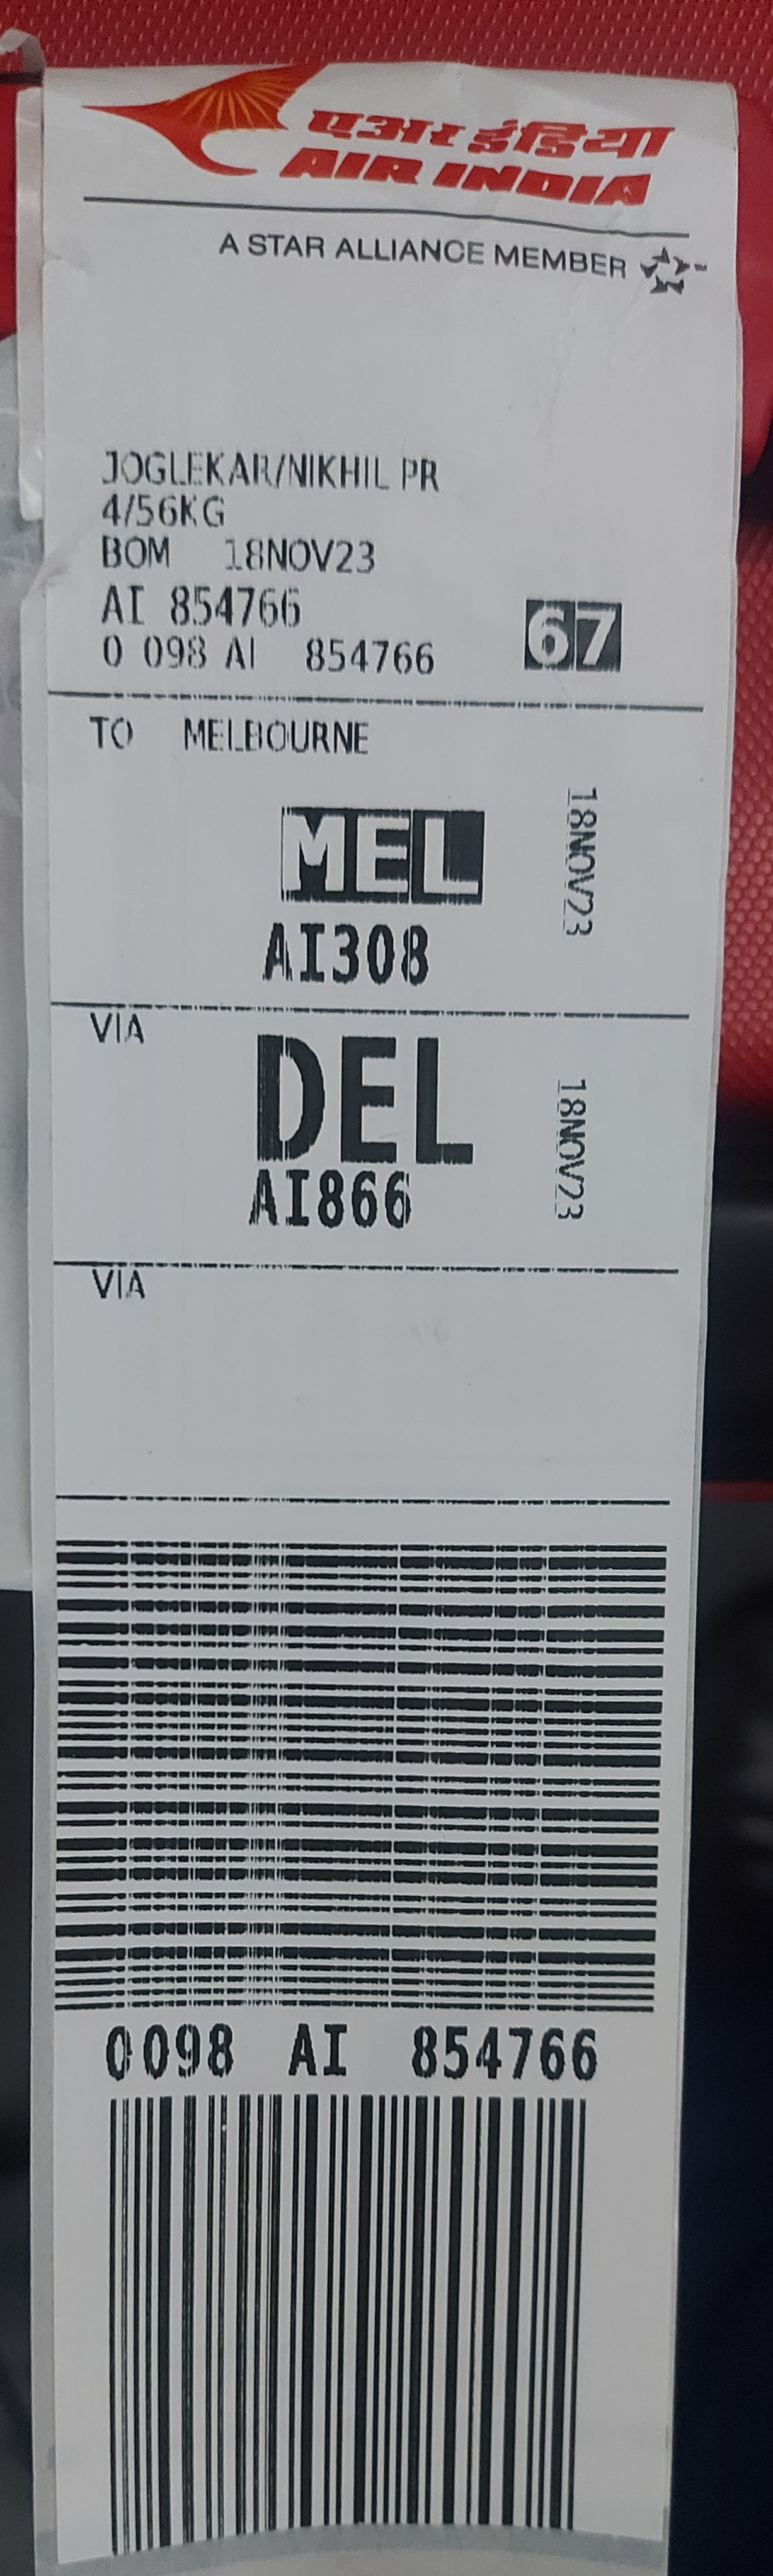 एअर इंडिया
AIR INDIA
A STAR ALLIANCE MEMBER
JOGLEKAR/NIKHIL PR
4/56KG
BOM 18NOV23
AI 854766
0 098 AI 854766
67
TO MELBOURNE
MEL
18NOV23
AI308
VIA
DEL
18NOV23
AI866
VIA
0098 AI 854766